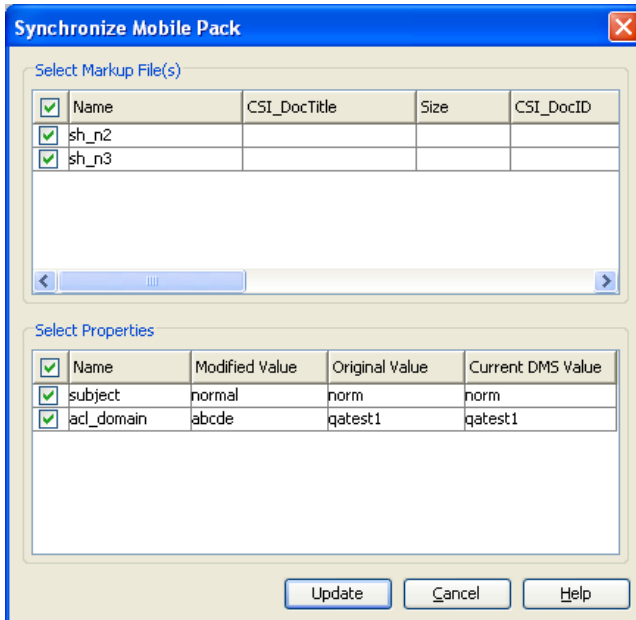 Synchronize Mobile Pack
Select Markup File(s)
Name CSI_DocTitle Size CSI_DocID
sh_n2
sh_n3
Select Properties
Name Modified Value Original Value Current DMS Value
subject normal norm norm
acl_domain abcde qatest1 qatest1
Update Cancel Help